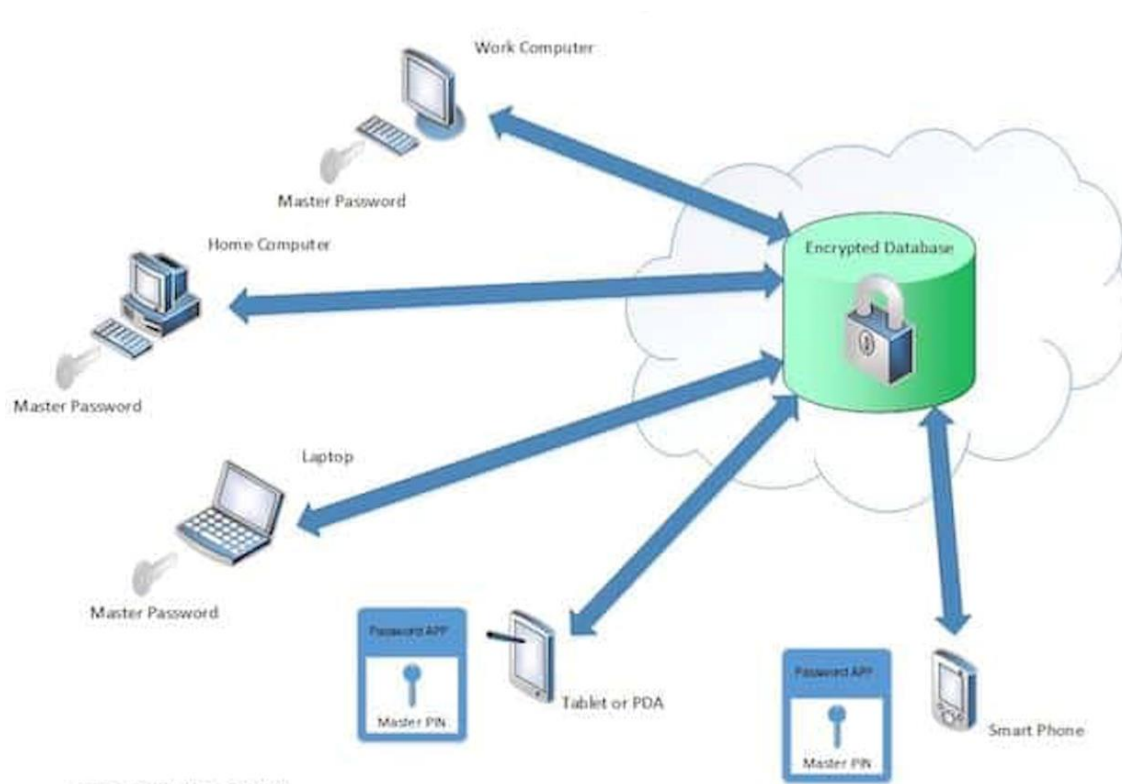 Work Computer
Master Password
Home Computer
Encrypted Database
Master Password
Laptop
Master Password
Password APP
Master PIN
Tablet or PDA
Password APP
Master PIN
Smart Phone